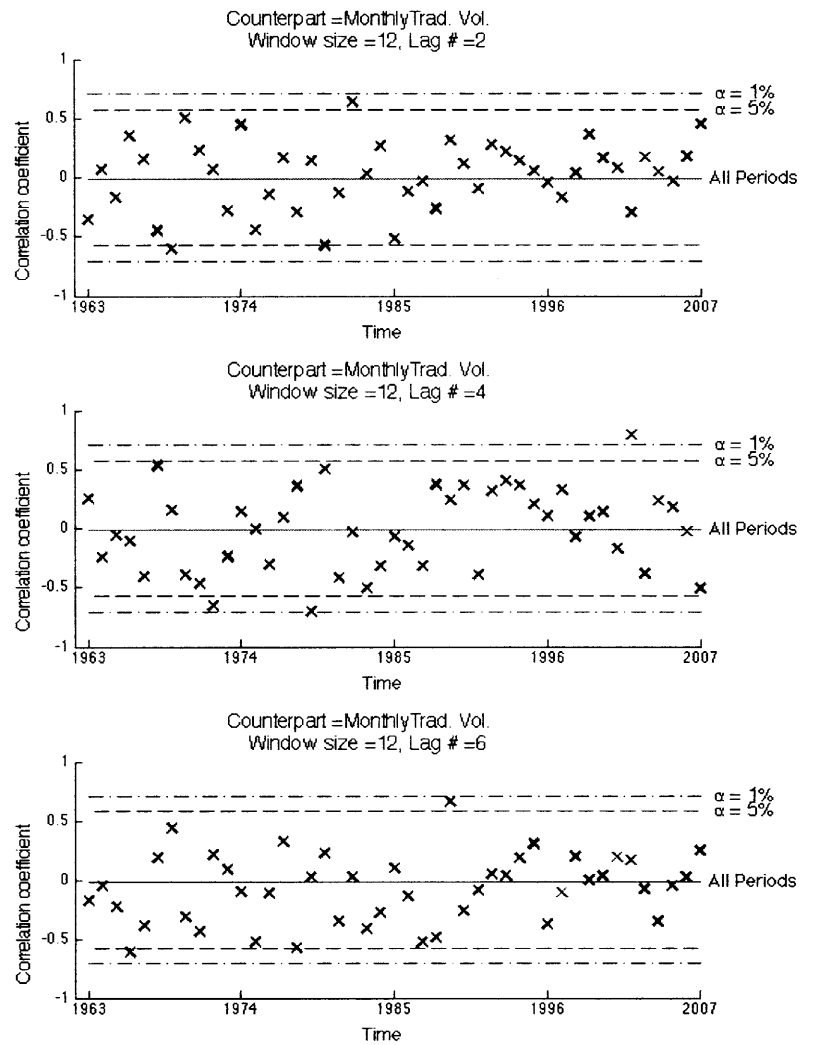 Counterpart =MonthlyTrad. Vol.
Window size =12, Lag # =2
1
0.5
0
-0.5
-1
Correlation coefficient
α = 1%
α = 5%
All Periods
1963
1974
1985
1996
2007
Time
Counterpart =MonthlyTrad. Vol.
Window size =12, Lag # =4
1
0.5
0
-0.5
-1
Correlation coefficient
α = 1%
α = 5%
All Periods
1963
1974
1985
1996
2007
Time
Counterpart =MonthlyTrad. Vol.
Window size =12, Lag # =6
1
0.5
0
-0.5
-1
Correlation coefficient
α = 1%
α = 5%
All Periods
1963
1974
1985
1996
2007
Time